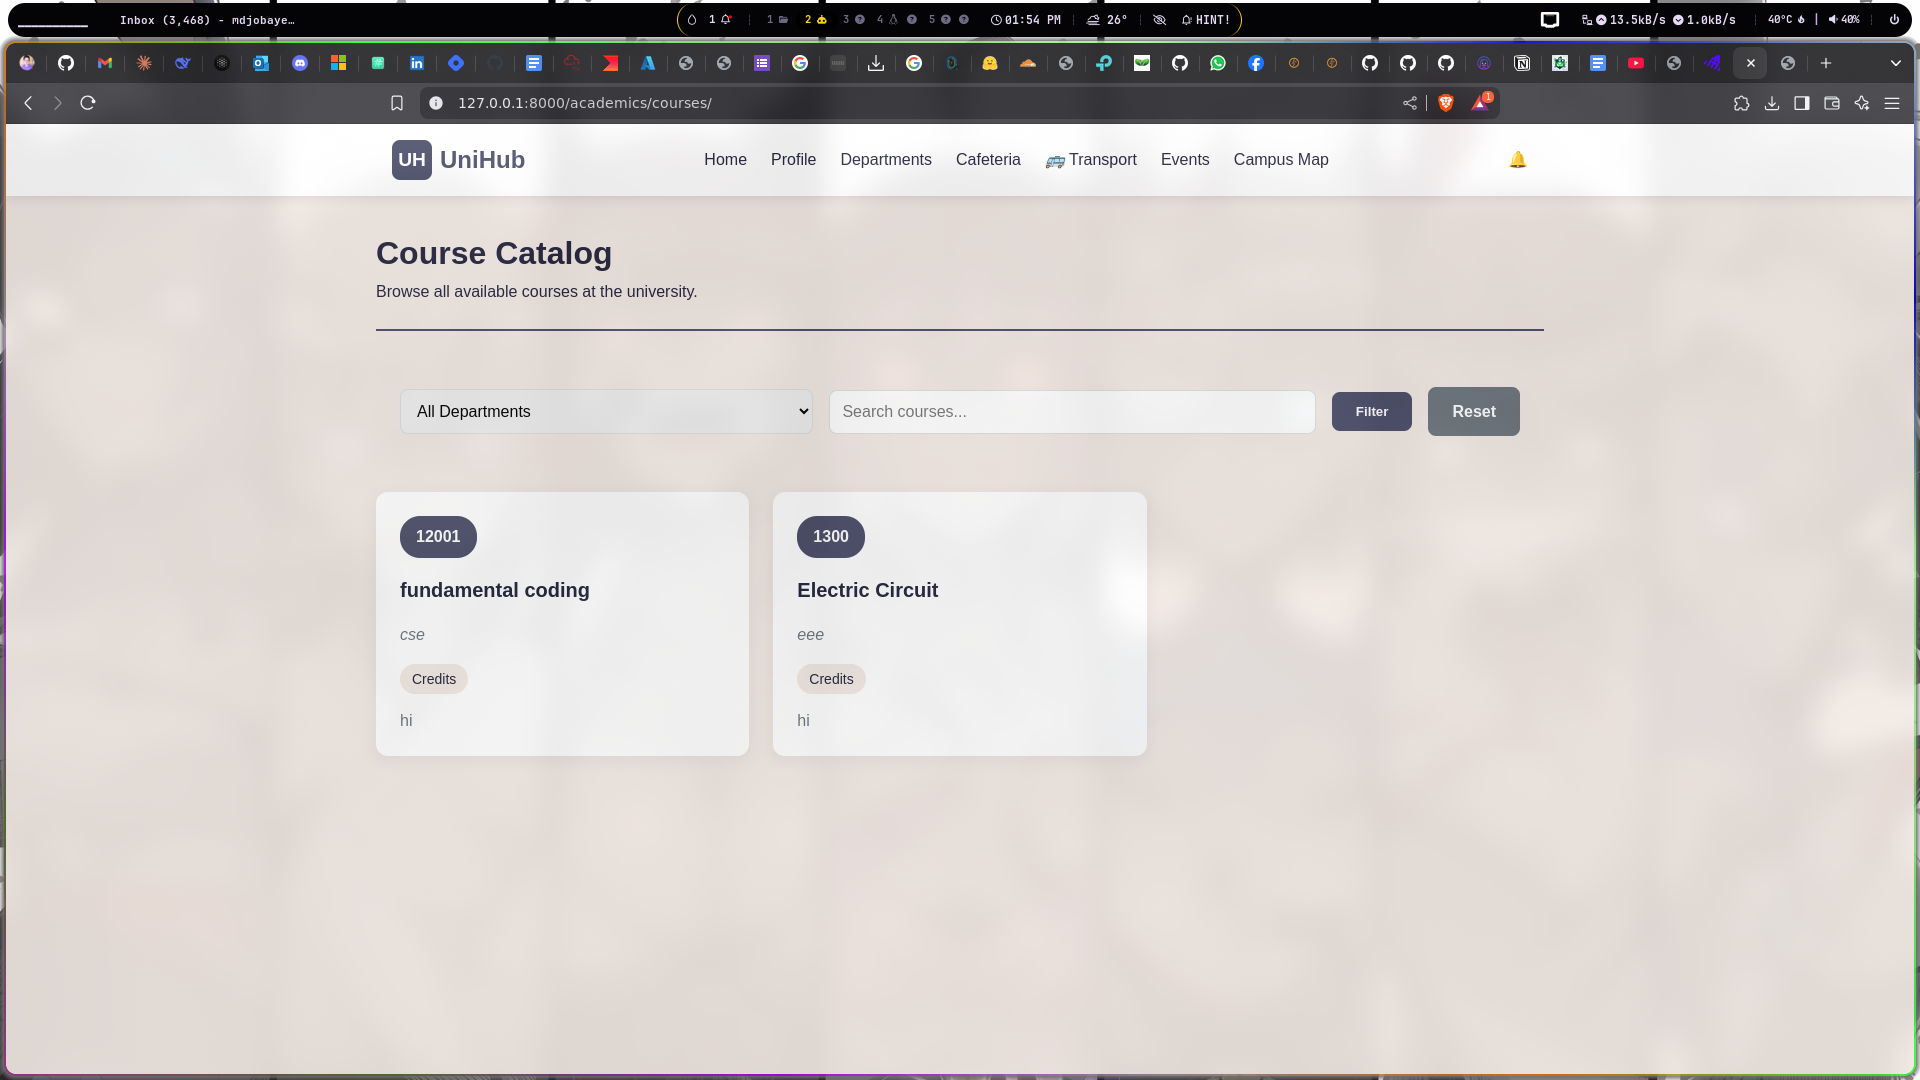 Inbox (3,468) - mdjobaye…
1
1
2
3
4
5
01:54 PM
26°
HINT!
13.5kB/s
1.0kB/s
40°C
40%
127.0.0.1:8000/academics/courses/
1
UH UniHub
Home
Profile
Departments
Cafeteria
Transport
Events
Campus Map
Course Catalog
Browse all available courses at the university.
All Departments
Search courses...
Filter
Reset
12001
fundamental coding
cse
Credits
hi
1300
Electric Circuit
eee
Credits
hi